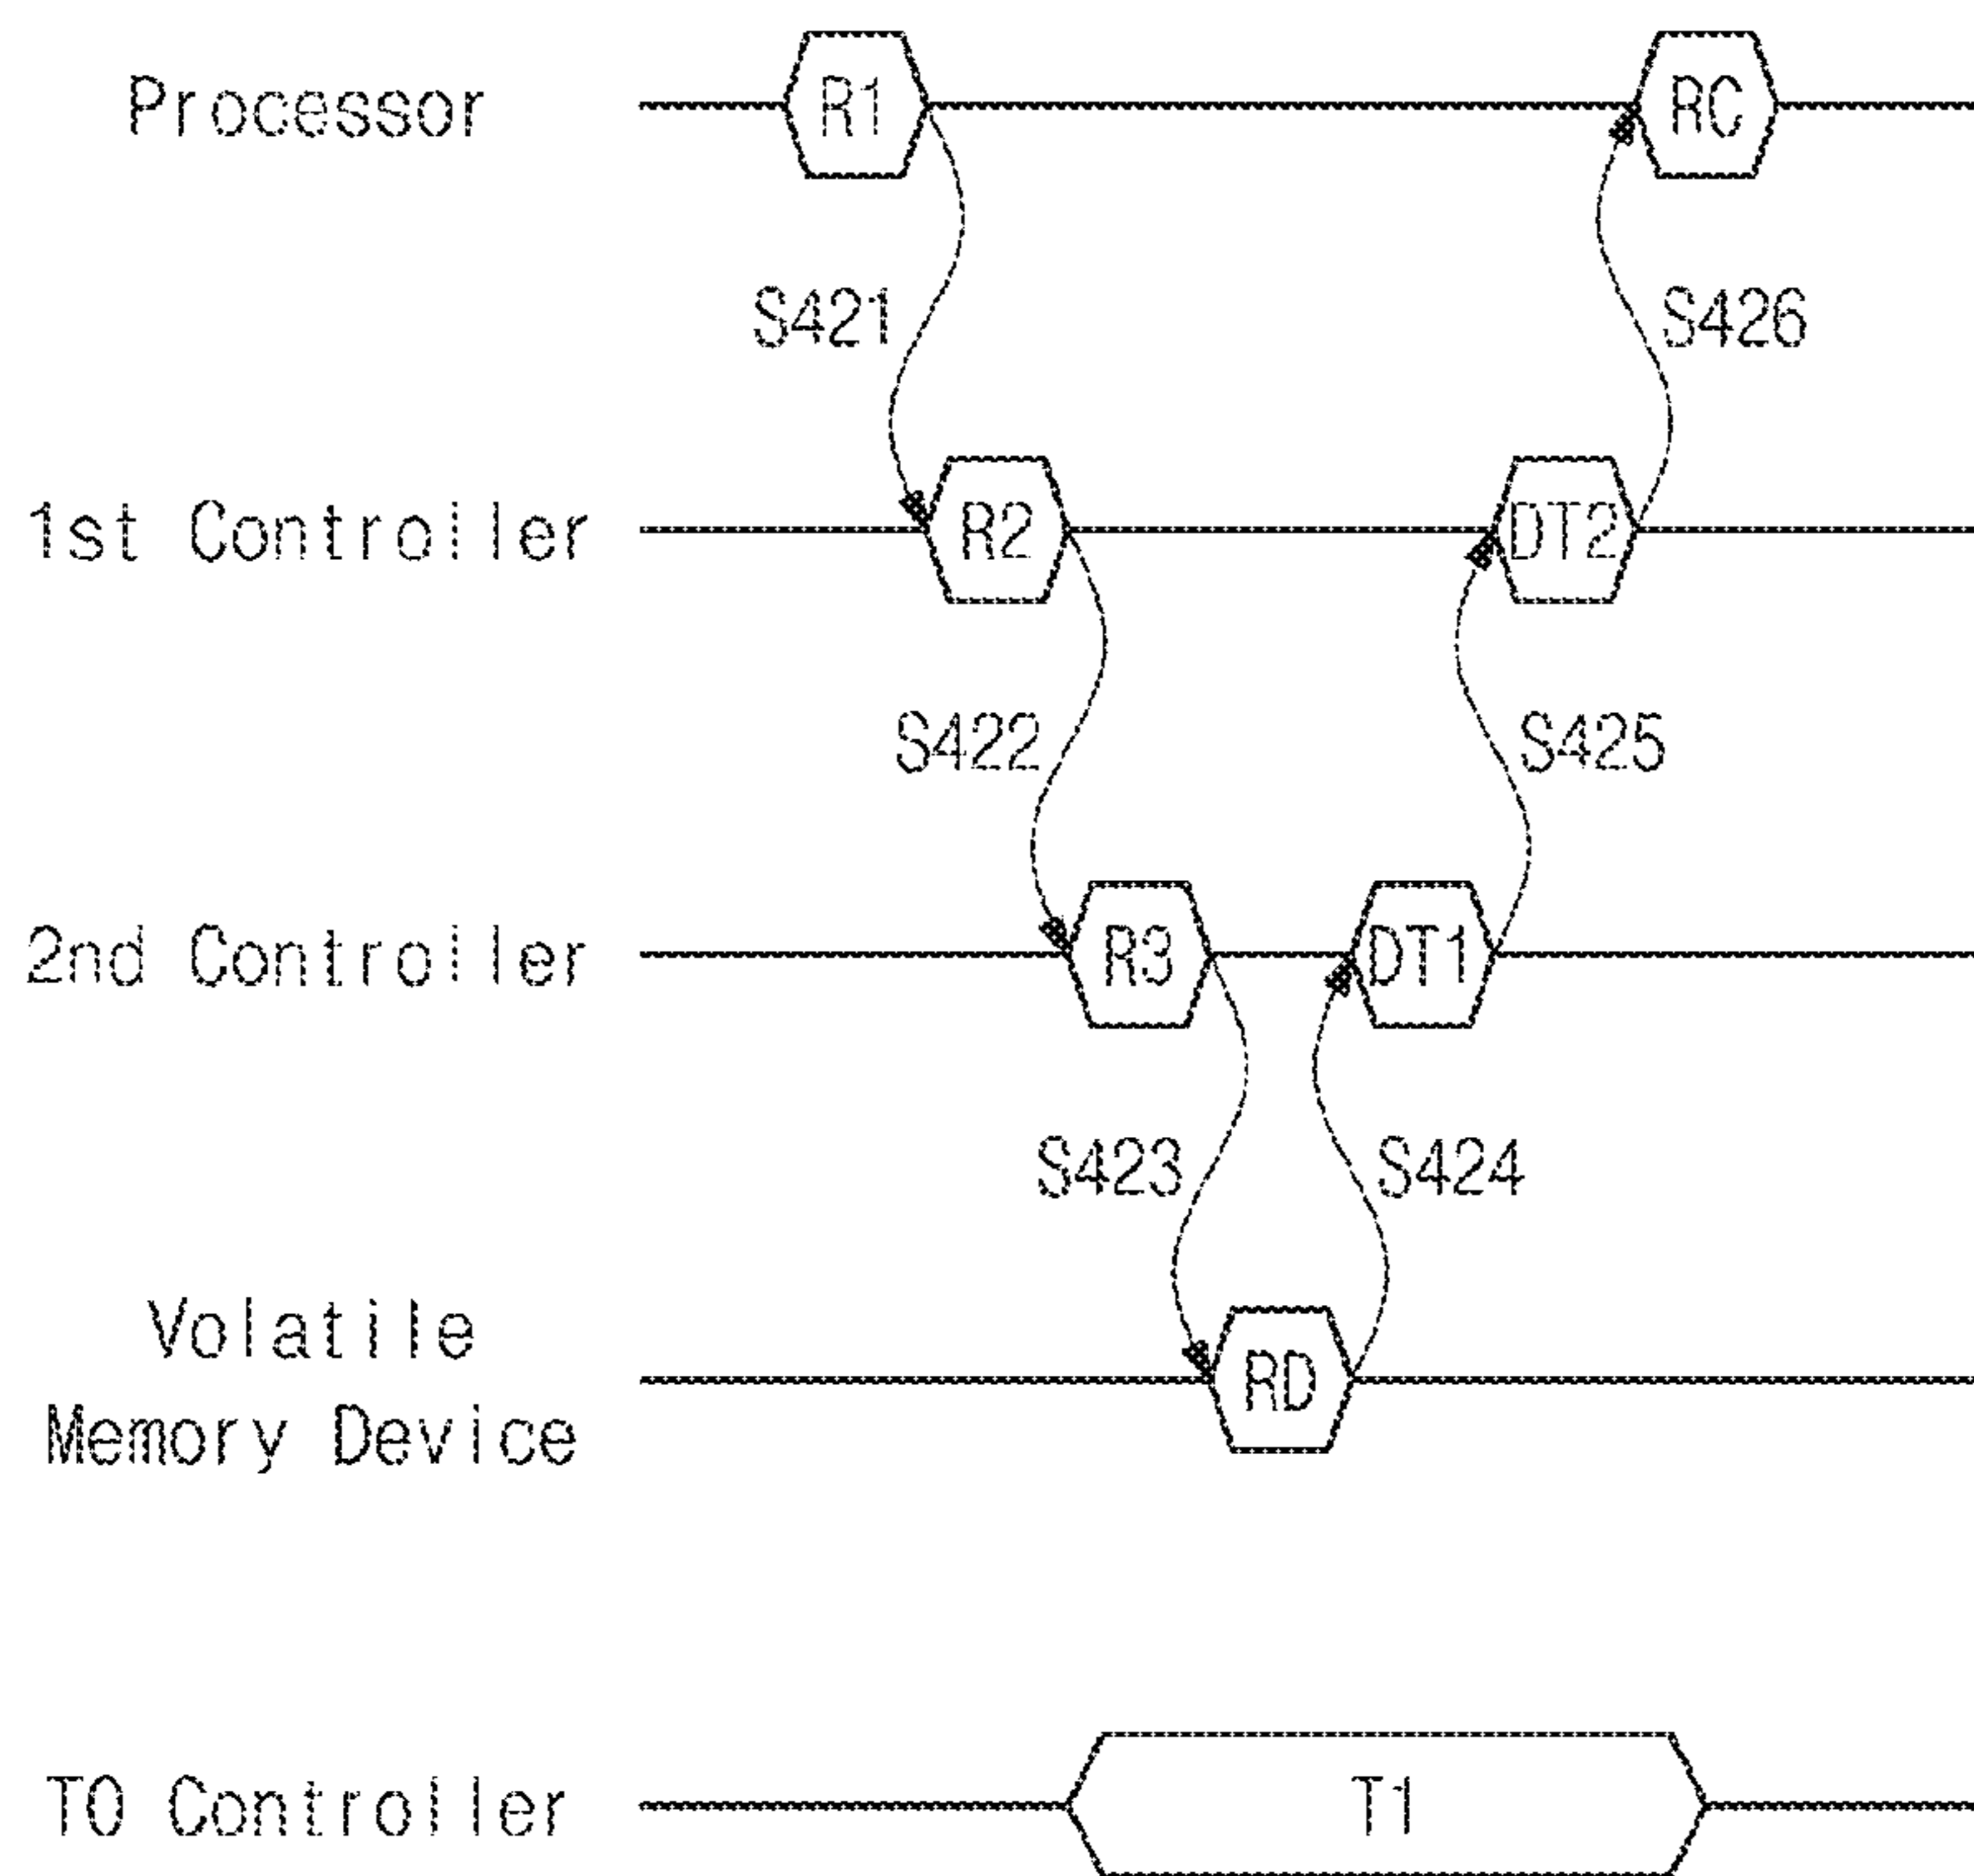 Processor R1 RC
S421 S426
1st Controller R2 DT2
S422 S425
2nd Controller R3 DT1
S423 S424
Volatile
Memory Device RD
TO Controller T1